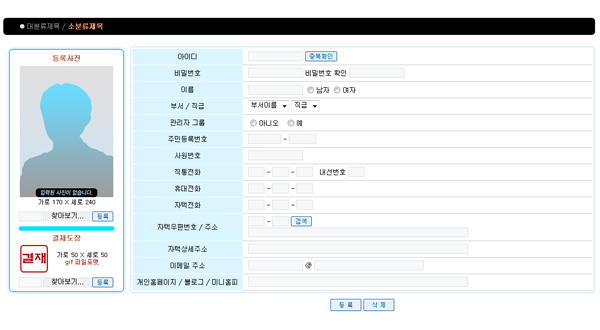 대분류제목 / 소분류제목
등록사진
입력된 사진이 없습니다.
가로 170 X 세로 240
찾아보기... 등록
결재도장
결재
가로 50 X 세로 50
gif 파일포맷
찾아보기... 등록
아이디 중복확인
비밀번호 비밀번호 확인
이름 남자 여자
부서 / 직급 부서이름 직급
관리자 그룹 아니오 예
주민등록번호 -
사원번호
직통전화 - - 내선번호
휴대전화 - -
자택전화 - -
자택우편번호 / 주소 - 검색
자택상세주소
이메일 주소 @
개인홈페이지 / 블로그 / 미니홈피
등 록 삭 제